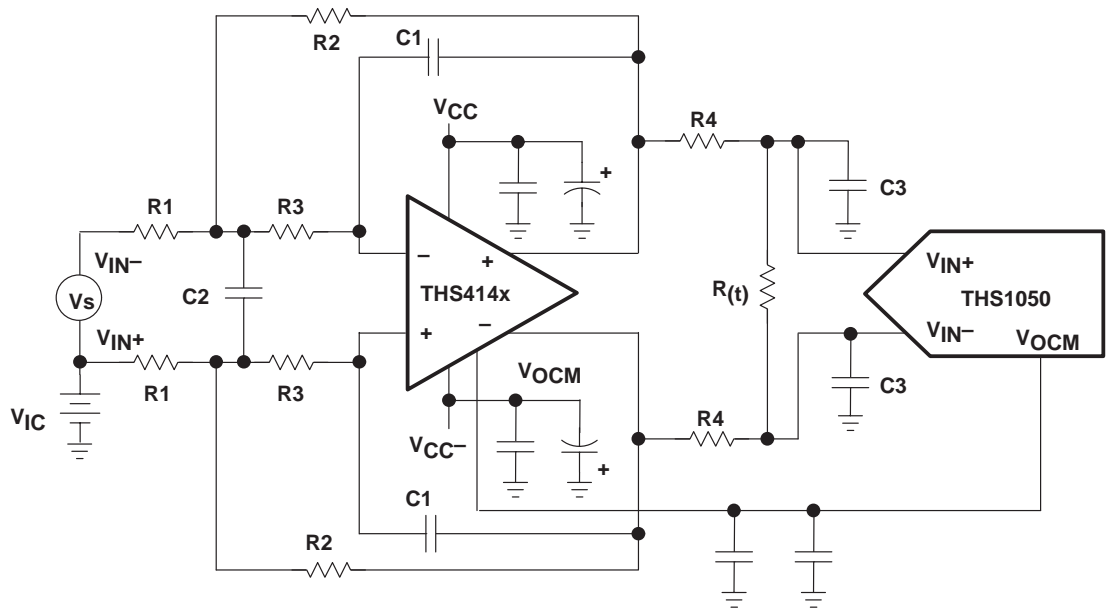 R2
C1
VCC
R4
C3
R1
R3
VIN−
−
+
THS414x
Vs
C2
R(t)
VIN+
THS1050
VIN+
+
−
VIN−
VOCM
R1
R3
VOCM
C3
VIC
R4
VCC−
+
C1
R2
+